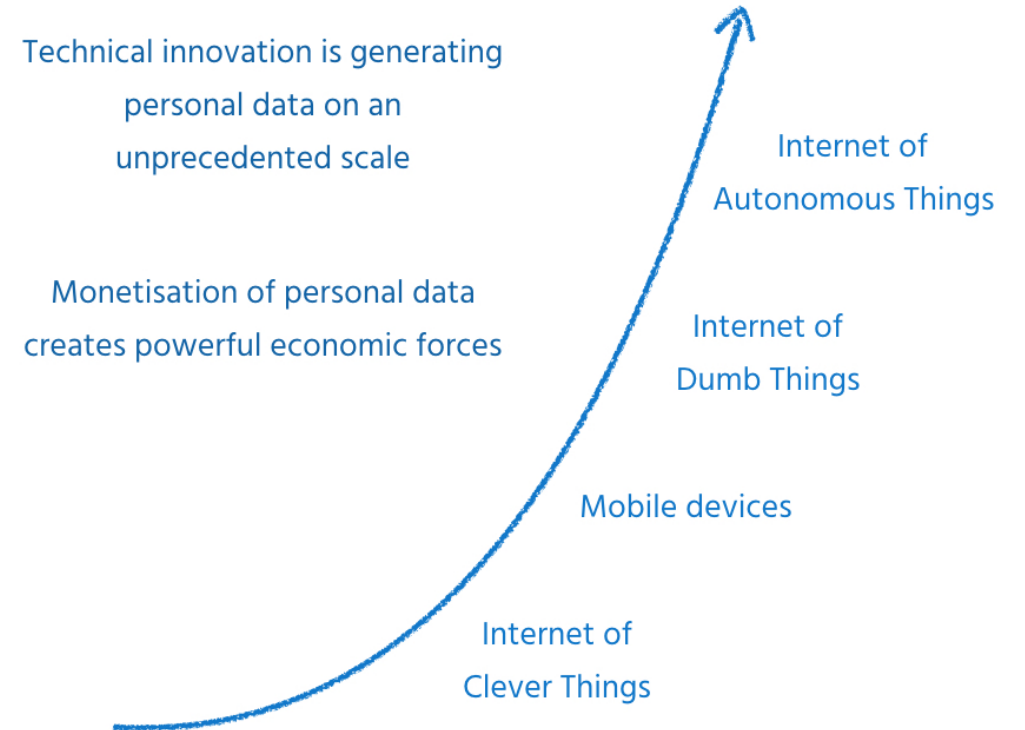 Technical innovation is generating
personal data on an
unprecedented scale
Monetisation of personal data
creates powerful economic forces
Internet of
Autonomous Things
Internet of
Dumb Things
Mobile devices
Internet of
Clever Things